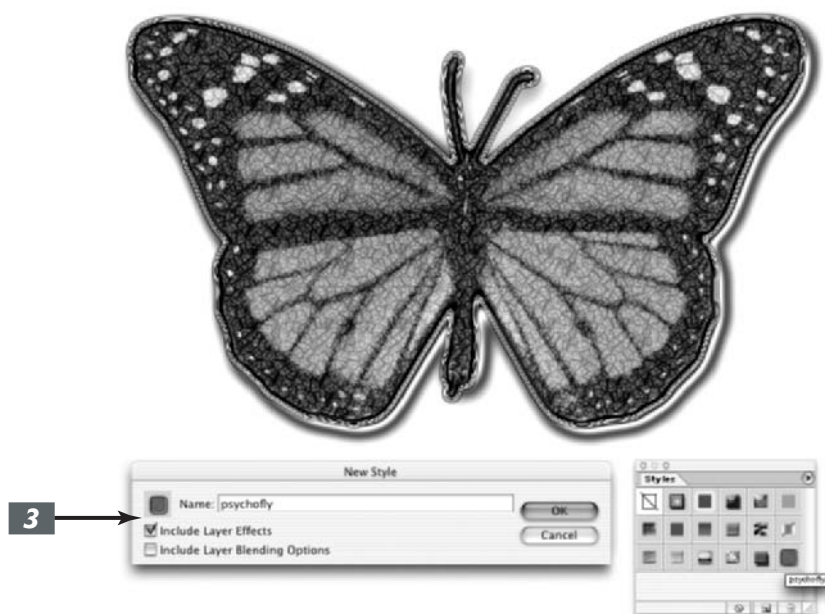 New Style
Name: psychofly
OK
Include Layer Effects
Cancel
Include Layer Blending Options
3
Styles
psychofly